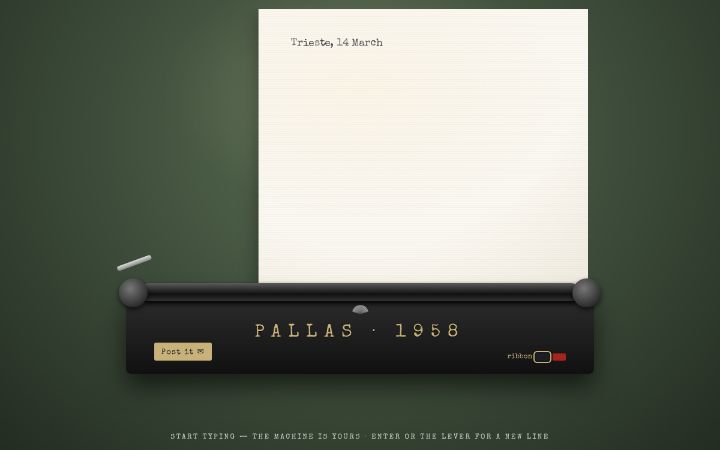 Trieste, 14 March
PALLAS · 1958
Post it ✉
ribbon
START TYPING — THE MACHINE IS YOURS · ENTER OR THE LEVER FOR A NEW LINE